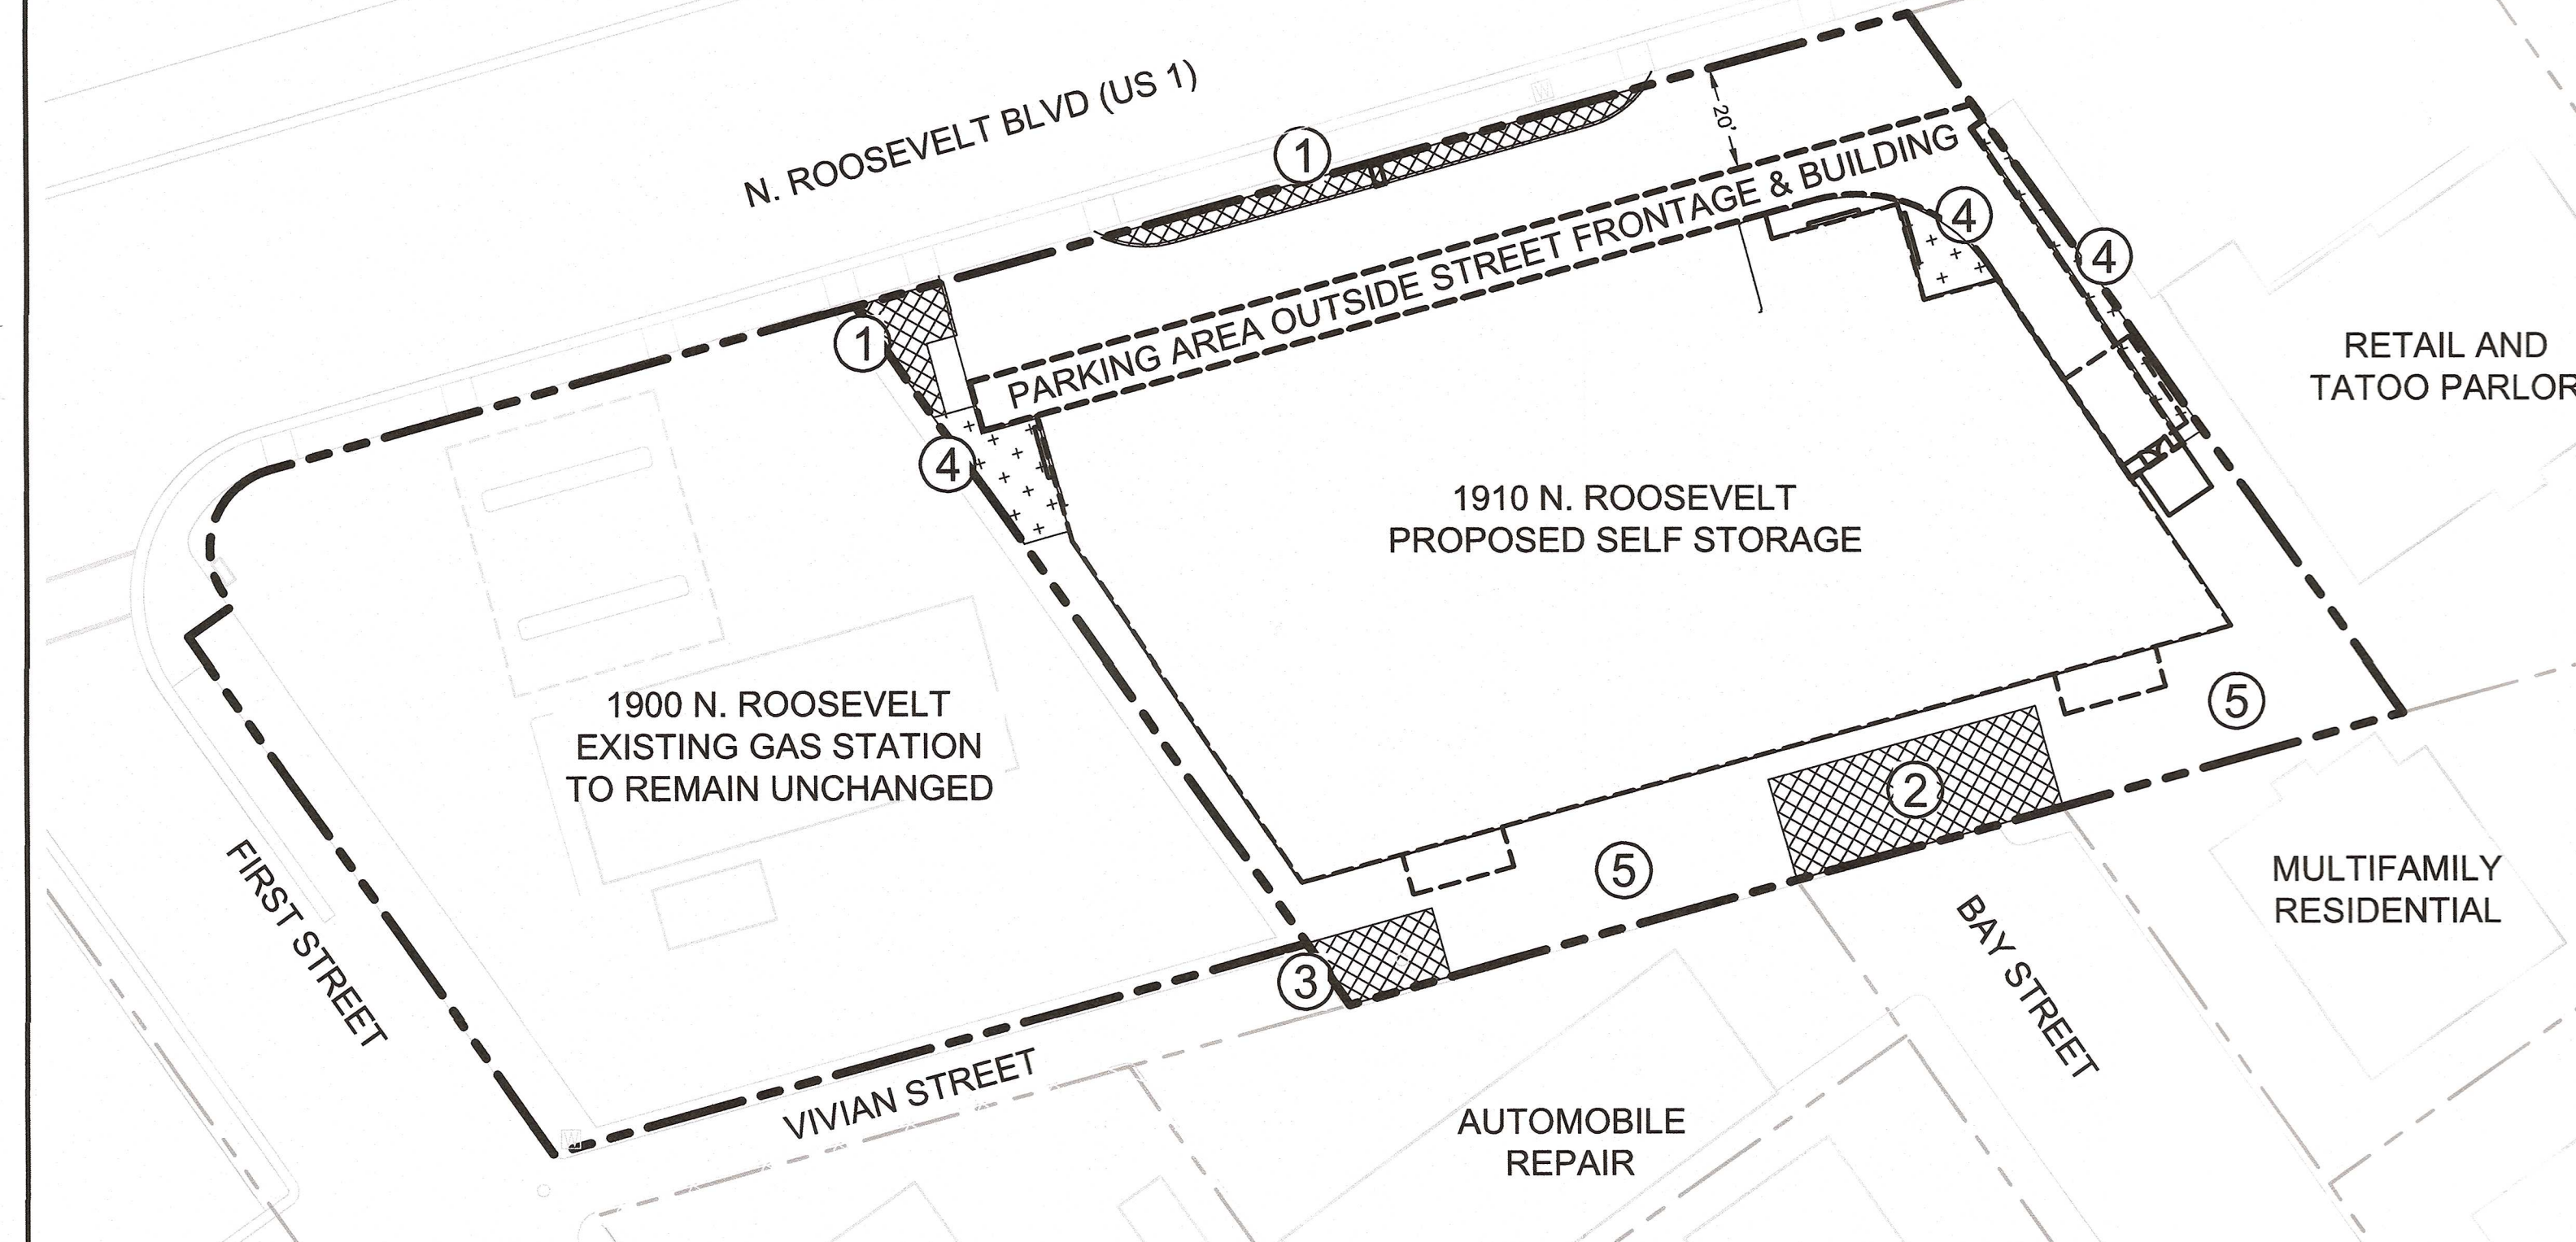 N. ROOSEVELT BLVD (US 1)
W
1
20'
PARKING AREA OUTSIDE STREET FRONTAGE & BUILDING
4
4
1
4
RETAIL AND
TATOO PARLOR
1910 N. ROOSEVELT
PROPOSED SELF STORAGE
1900 N. ROOSEVELT
EXISTING GAS STATION
TO REMAIN UNCHANGED
5
2
5
3
MULTIFAMILY
RESIDENTIAL
FIRST STREET
BAY STREET
VIVIAN STREET
W
AUTOMOBILE
REPAIR